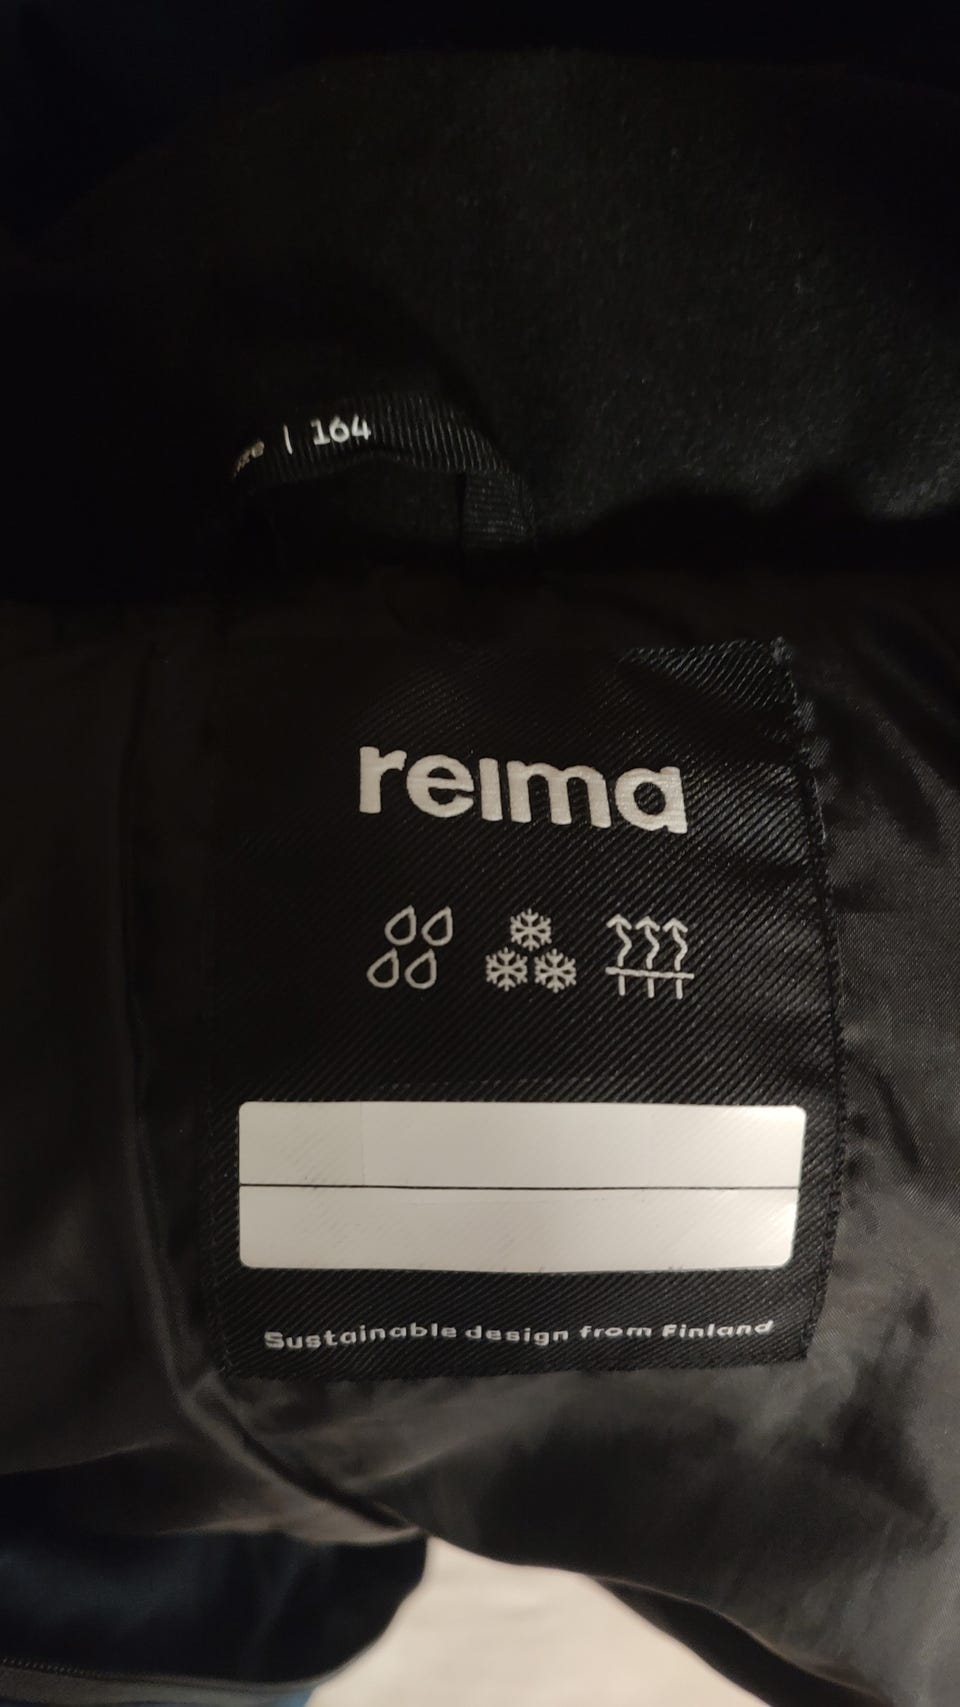 | 164
reima
Sustainable design from Finland